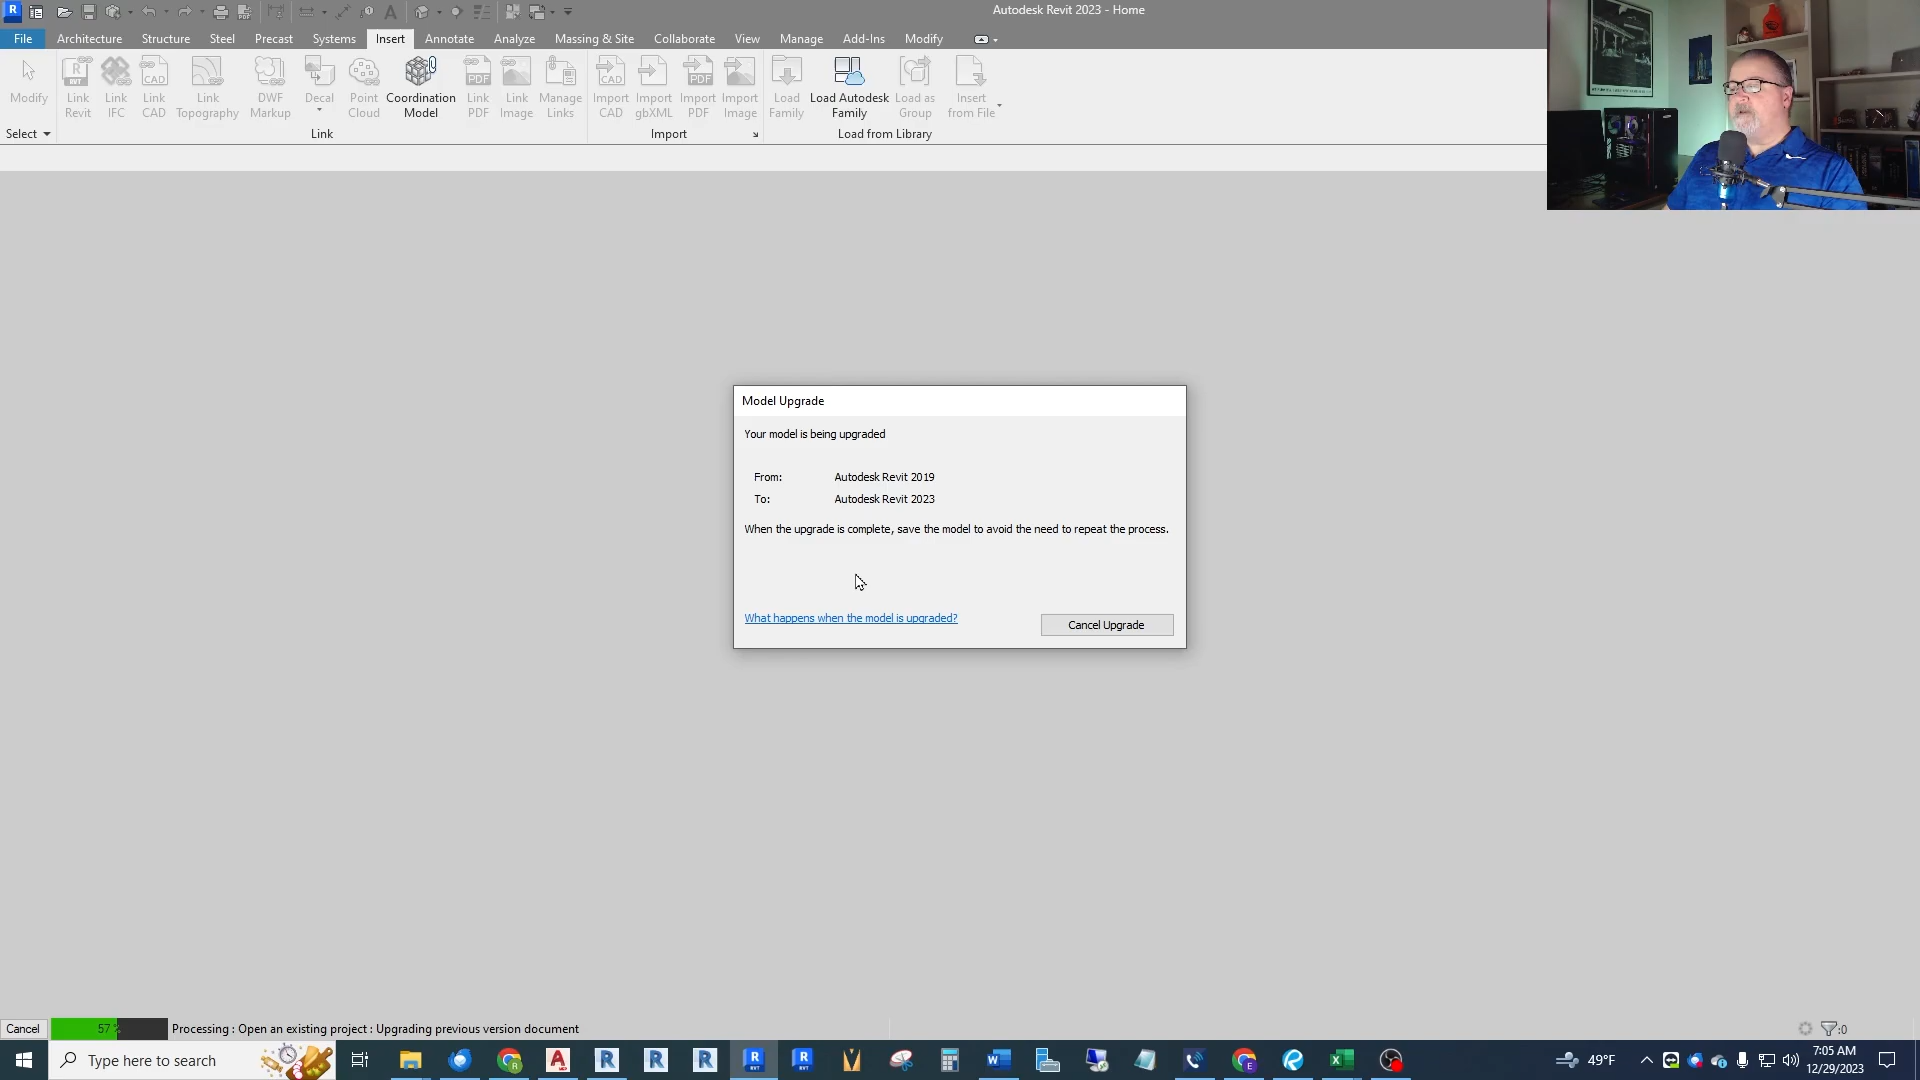 Autodesk Revit 2023 - Home
File Architecture Structure Steel Precast Systems Insert Annotate Analyze Massing & Site Collaborate View Manage Add-Ins Modify
Modify
Link Revit
Link IFC
Link CAD
Link Topography
DWF Markup
Decal
Point Cloud
Coordination Model
Link PDF
Link Image
Manage Links
Import CAD
Import gbXML
Import PDF
Import Image
Load Family
Load Autodesk Family
Load as Group
Insert from File
Select Link Import Load from Library
Model Upgrade
Your model is being upgraded
From: Autodesk Revit 2019
To: Autodesk Revit 2023
When the upgrade is complete, save the model to avoid the need to repeat the process.
What happens when the model is upgraded?
Cancel Upgrade
Cancel 57 % Processing : Open an existing project : Upgrading previous version document :0
Type here to search
49°F
7:05 AM
12/29/2023